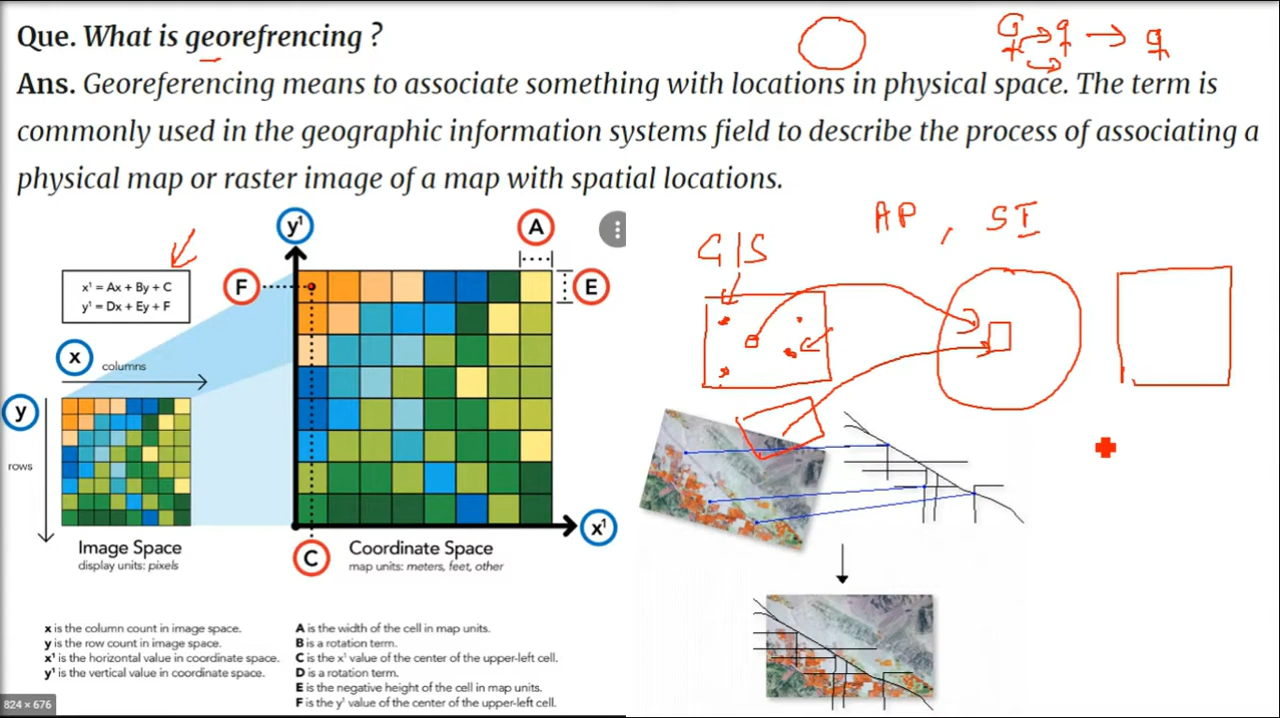 Que. What is georefrencing ?
Ans. Georeferencing means to associate something with locations in physical space. The term is
commonly used in the geographic information systems field to describe the process of associating a
physical map or raster image of a map with spatial locations.
AP , SI
GIS
y¹
A
F
E
x¹ = Ax + By + C
y¹ = Dx + Ey + F
x
columns
y
rows
x¹
C
Image Space
display units: pixels
Coordinate Space
map units: meters, feet, other
x is the column count in image space.
y is the row count in image space.
x¹ is the horizontal value in coordinate space.
y¹ is the vertical value in coordinate space.
A is the width of the cell in map units.
B is a rotation term.
C is the x¹ value of the center of the upper-left cell.
D is a rotation term.
E is the negative height of the cell in map units.
F is the y¹ value of the center of the upper-left cell.
824 × 676